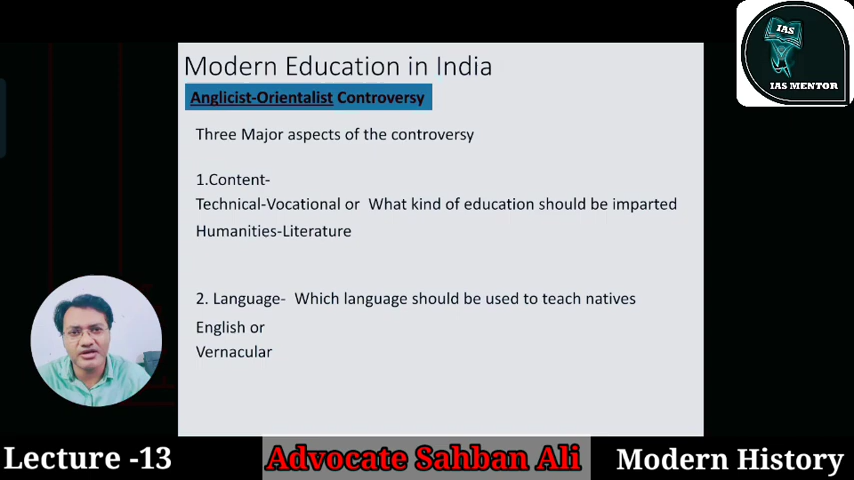 IAS
IAS MENTOR
Modern Education in India
Anglicist-Orientalist Controversy
Three Major aspects of the controversy
1.Content-
Technical-Vocational or What kind of education should be imparted
Humanities-Literature
2. Language- Which language should be used to teach natives
English or
Vernacular
Lecture -13
Advocate Sahban Ali
Modern History